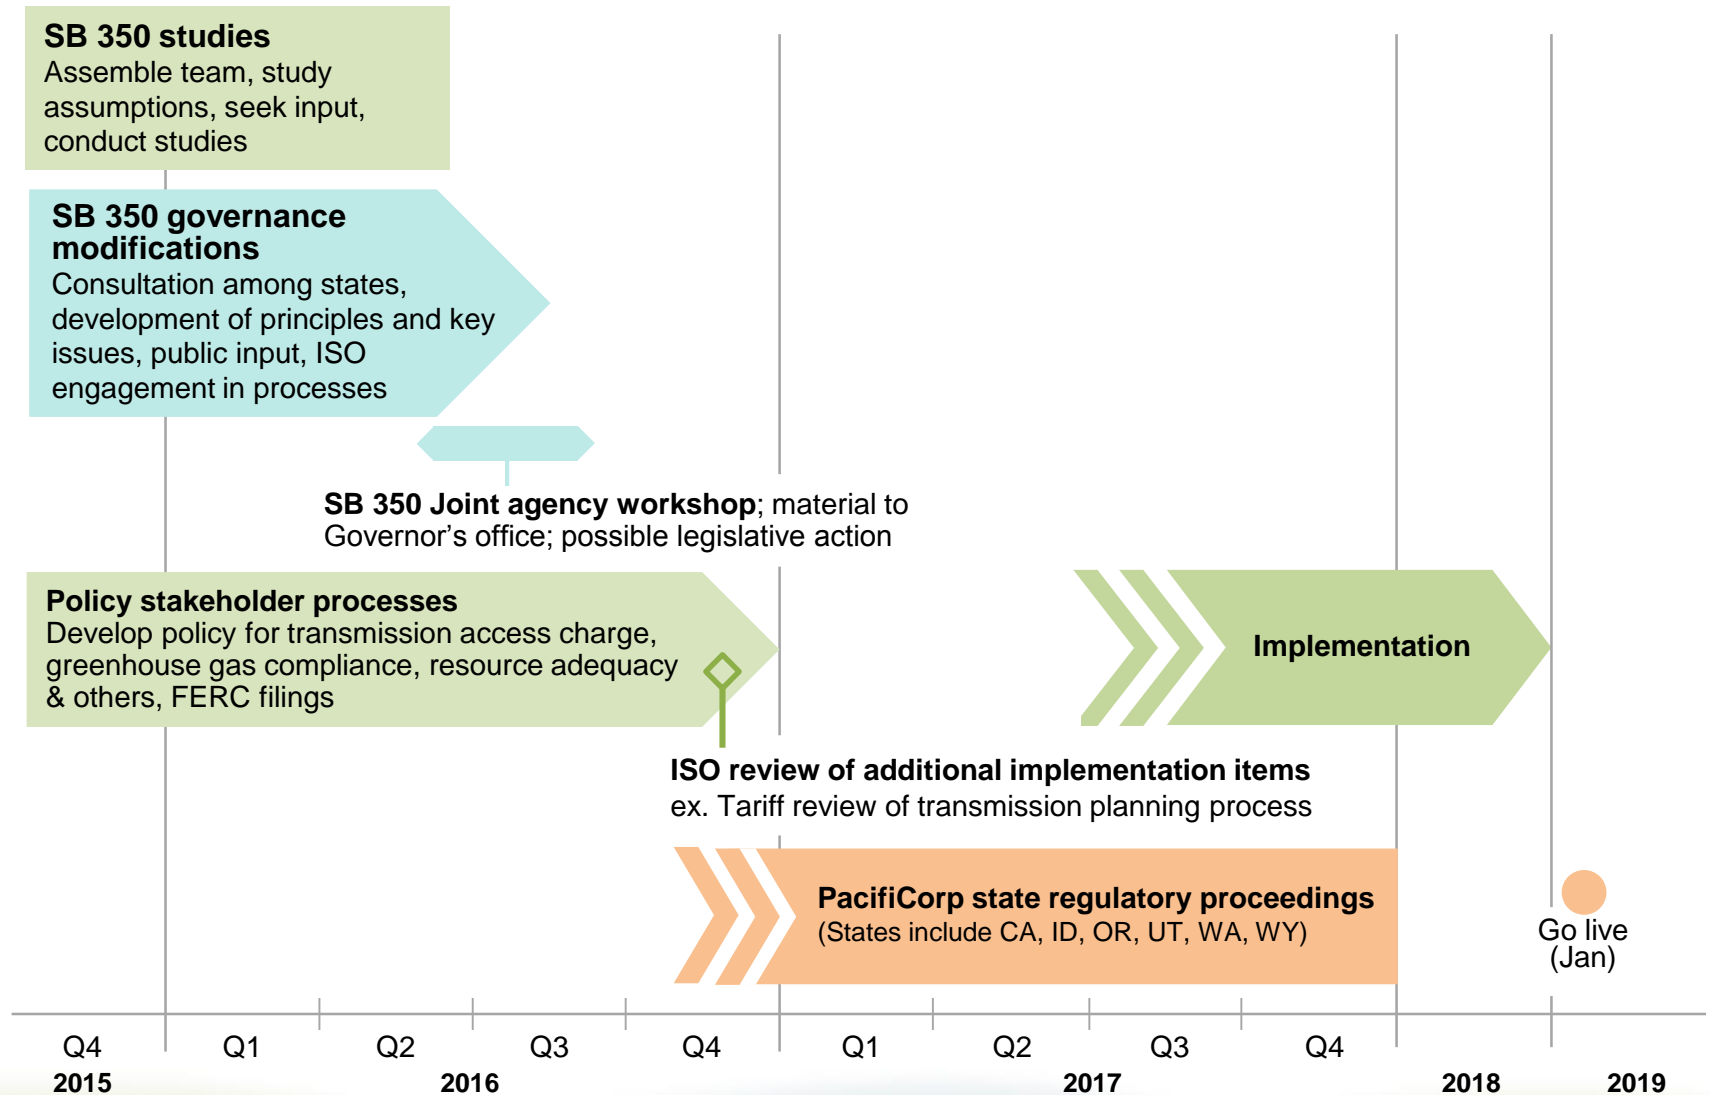 SB 350 studies
Assemble team, study
assumptions, seek input,
conduct studies
SB 350 governance
modifications
Consultation among states,
development of principles and key
issues, public input, ISO
engagement in processes
SB 350 Joint agency workshop; material to
Governor’s office; possible legislative action
Policy stakeholder processes
Develop policy for transmission access charge,
greenhouse gas compliance, resource adequacy
& others, FERC filings
Implementation
ISO review of additional implementation items
ex. Tariff review of transmission planning process
PacifiCorp state regulatory proceedings
(States include CA, ID, OR, UT, WA, WY)
Go live
(Jan)
Q4 Q1 Q2 Q3 Q4 Q1 Q2 Q3 Q4
2015 2016 2017 2018 2019